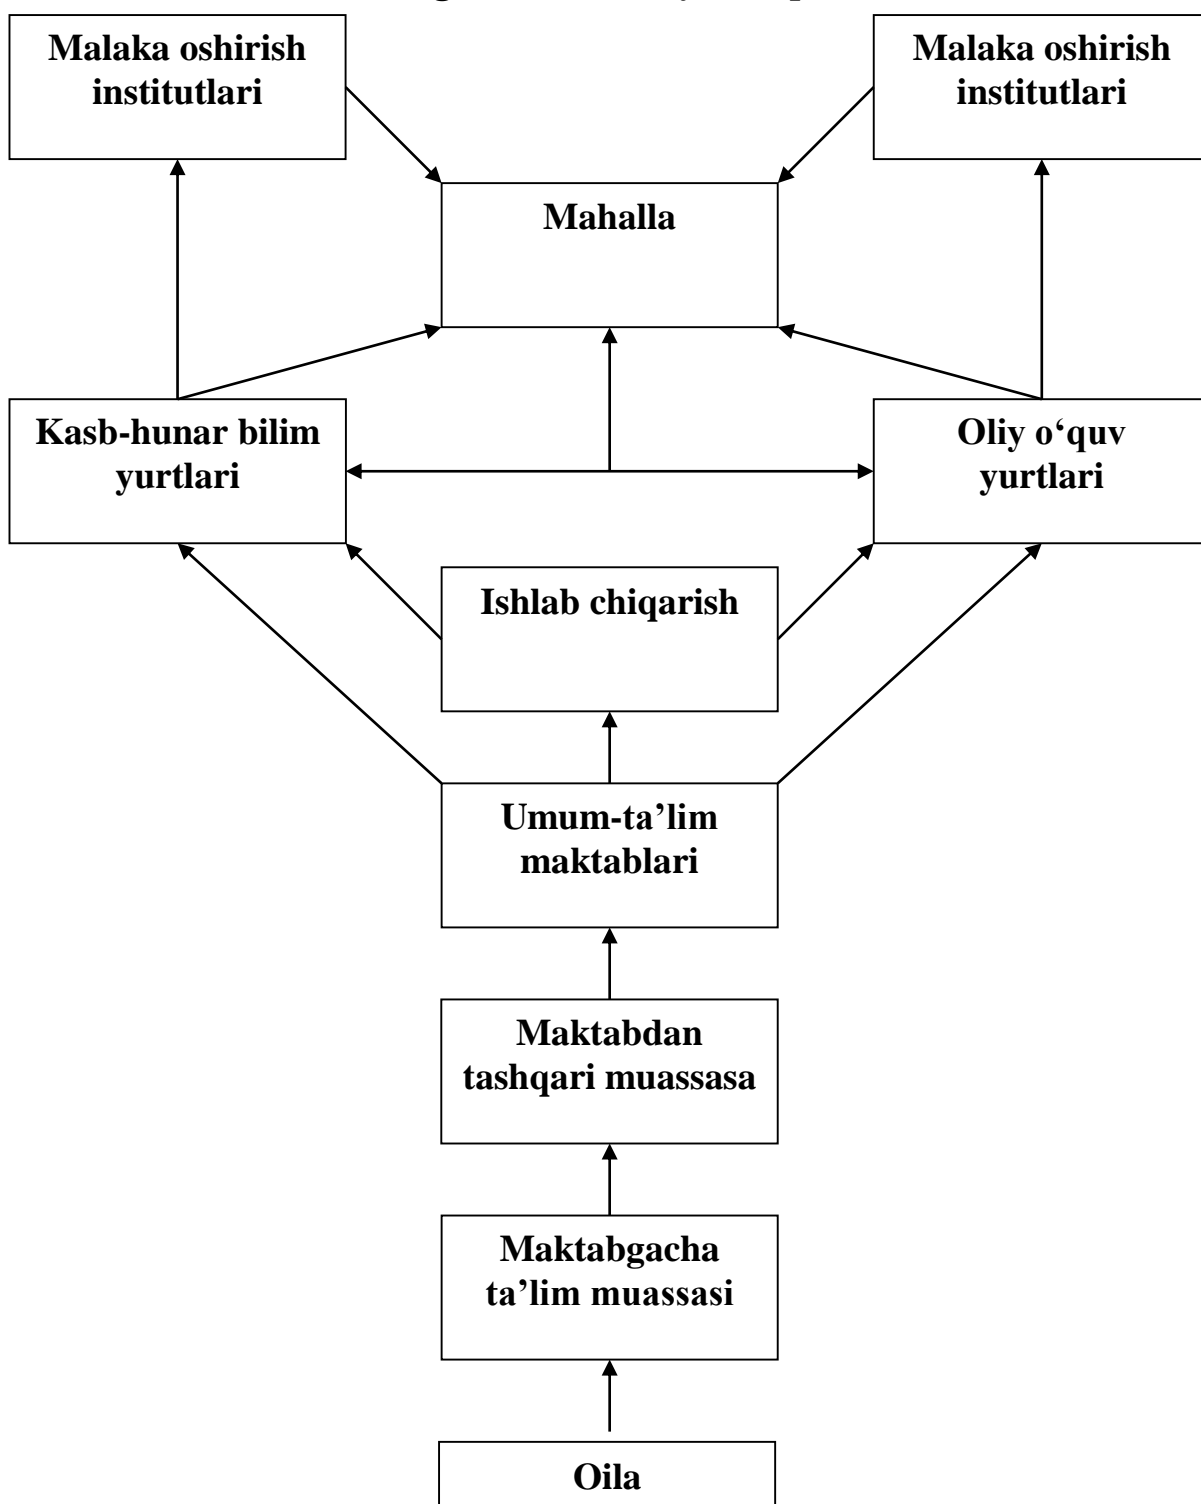 Malaka oshirish
institutlari
Malaka oshirish
institutlari
Mahalla
Kasb-hunar bilim
yurtlari
Oliy o‘quv
yurtlari
Ishlab chiqarish
Umum-ta’lim
maktablari
Maktabdan
tashqari muassasa
Maktabgacha
ta’lim muassasi
Oila